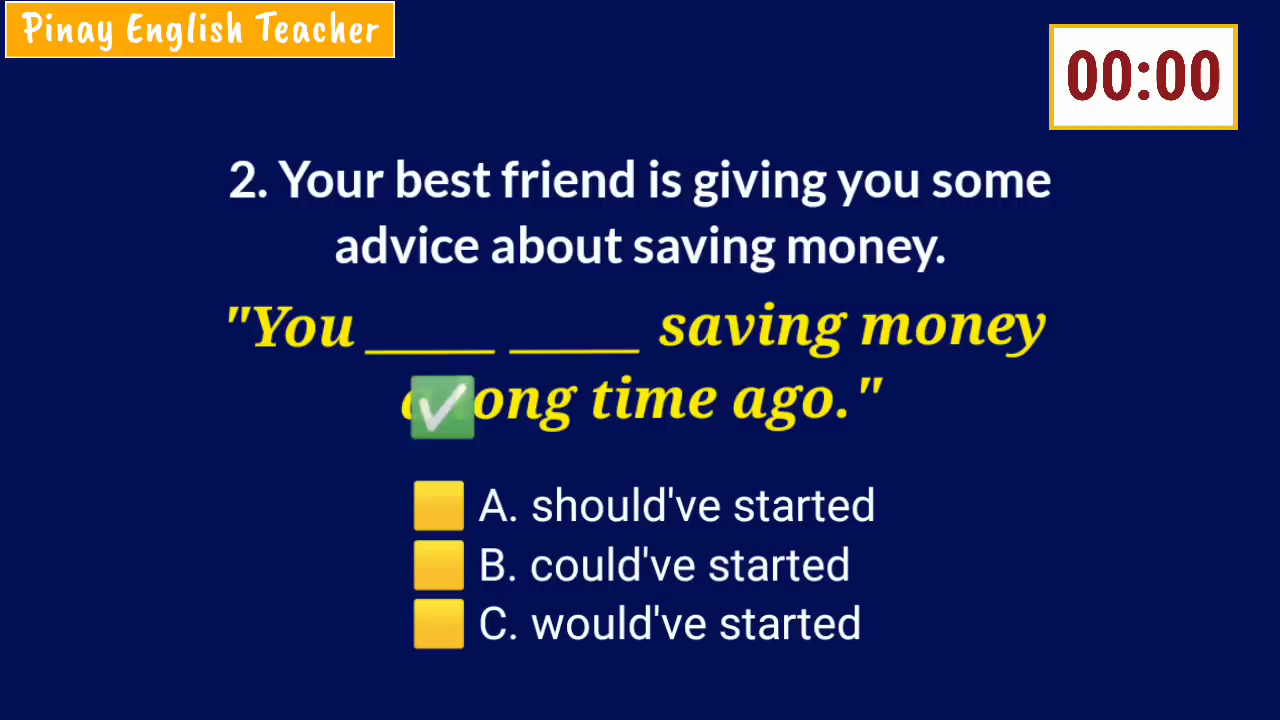 Pinay English Teacher
00:00
2. Your best friend is giving you some
advice about saving money.
"You _____ _____ saving money
long time ago."
A. should've started
B. could've started
C. would've started